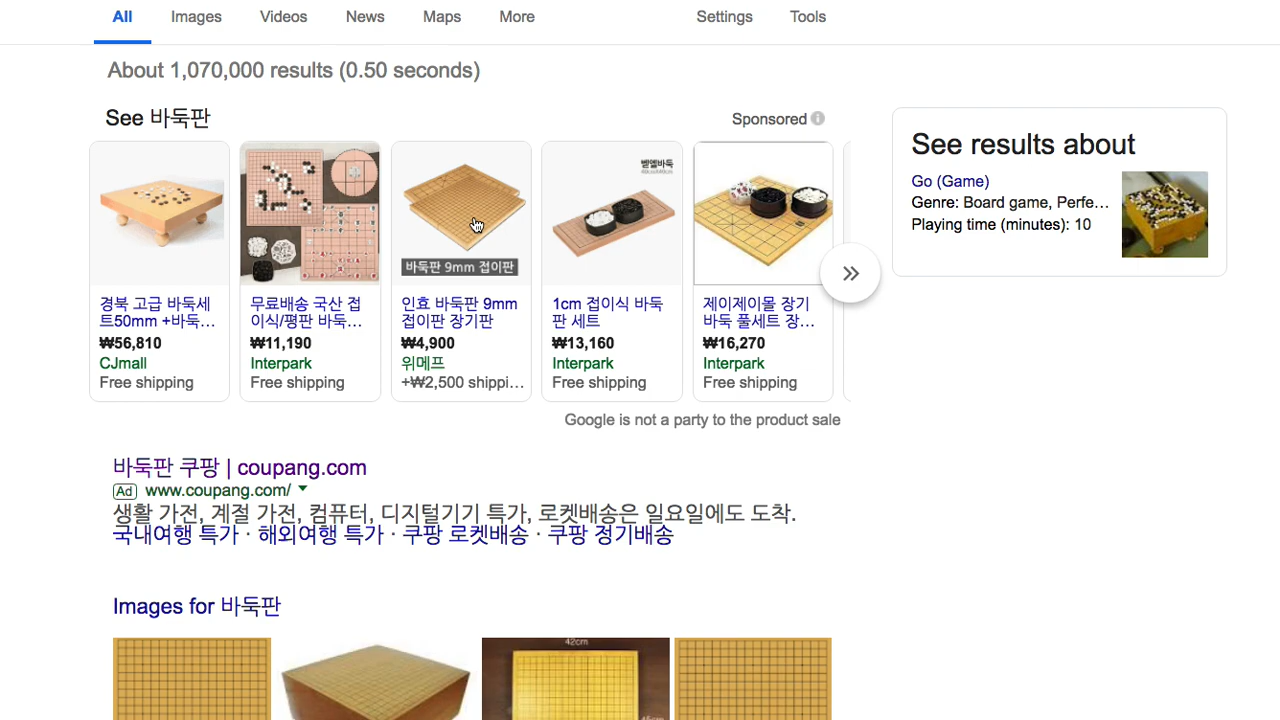 All Images Videos News Maps More Settings Tools
About 1,070,000 results (0.50 seconds)
See 바둑판
Sponsored
바둑판 9mm 접이판
경북 고급 바둑세
트50mm +바둑...
₩56,810
CJmall
Free shipping
무료배송 국산 접
이식/평판 바둑...
₩11,190
Interpark
Free shipping
인효 바둑판 9mm
접이판 장기판
₩4,900
위메프
+₩2,500 shippi...
1cm 접이식 바둑
판 세트
₩13,160
Interpark
Free shipping
제이제이몰 장기
바둑 풀세트 장...
₩16,270
Interpark
Free shipping
Google is not a party to the product sale
See results about
Go (Game)
Genre: Board game, Perfe...
Playing time (minutes): 10
바둑판 쿠팡 | coupang.com
Ad www.coupang.com/
생활 가전, 계절 가전, 컴퓨터, 디지털기기 특가, 로켓배송은 일요일에도 도착.
국내여행 특가 · 해외여행 특가 · 쿠팡 로켓배송 · 쿠팡 정기배송
Images for 바둑판
42cm